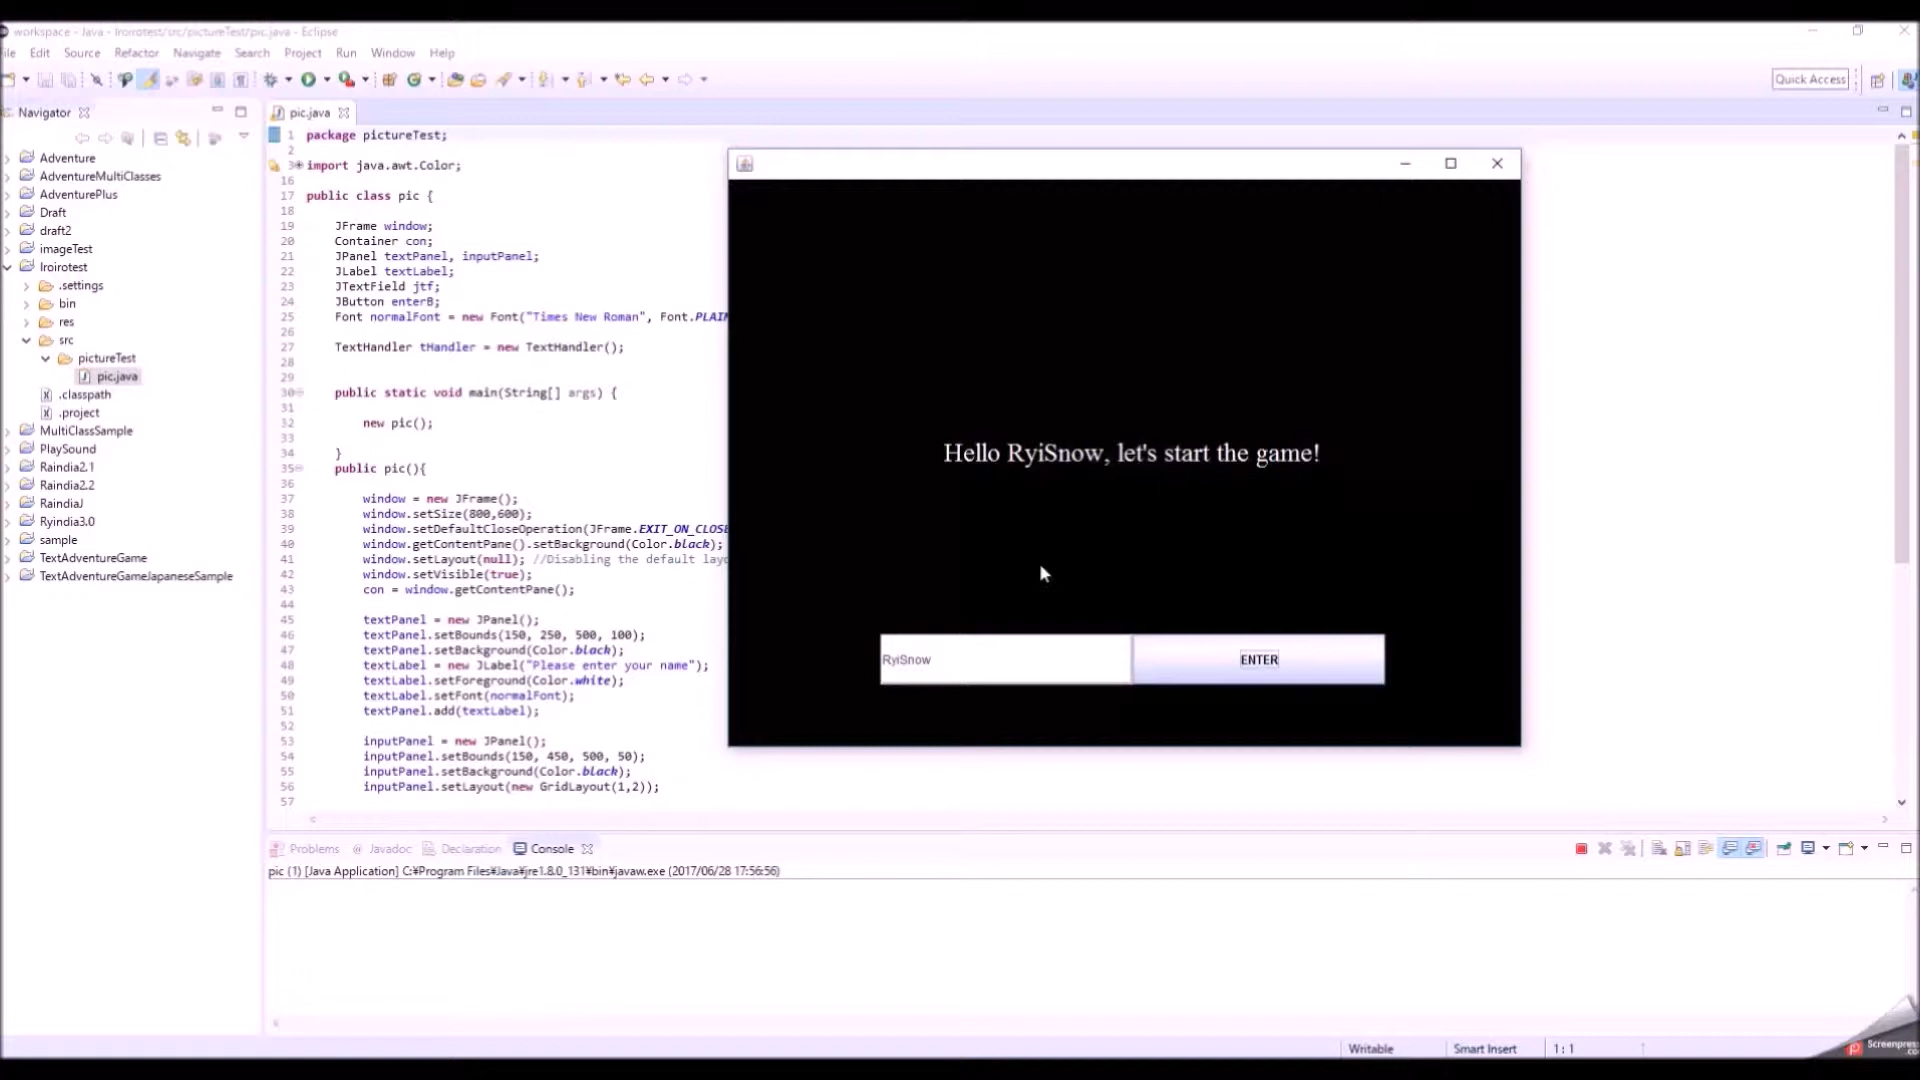 workspace - Java - Iroirotest/src/pictureTest/pic.java - Eclipse
ile Edit Source Refactor Navigate Search Project Run Window Help
Quick Access
Navigator
pic.java
Adventure
AdventureMultiClasses
AdventurePlus
Draft
draft2
imageTest
Iroirotest
.settings
bin
res
src
pictureTest
pic.java
.classpath
.project
MultiClassSample
PlaySound
Raindia2.1
Raindia2.2
RaindiaJ
Ryindia3.0
sample
TextAdventureGame
TextAdventureGameJapaneseSample
1 package pictureTest;
2
3 import java.awt.Color;
16
17 public class pic {
18
19 JFrame window;
20 Container con;
21 JPanel textPanel, inputPanel;
22 JLabel textLabel;
23 JTextField jtf;
24 JButton enterB;
25 Font normalFont = new Font("Times New Roman", Font.PLAIN
26
27 TextHandler tHandler = new TextHandler();
28
29
30 public static void main(String[] args) {
31
32 new pic();
33
34 }
35 public pic(){
36
37 window = new JFrame();
38 window.setSize(800,600);
39 window.setDefaultCloseOperation(JFrame.EXIT_ON_CLOSE
40 window.getContentPane().setBackground(Color.black);
41 window.setLayout(null); //Disabling the default layo
42 window.setVisible(true);
43 con = window.getContentPane();
44
45 textPanel = new JPanel();
46 textPanel.setBounds(150, 250, 500, 100);
47 textPanel.setBackground(Color.black);
48 textLabel = new JLabel("Please enter your name");
49 textLabel.setForeground(Color.white);
50 textLabel.setFont(normalFont);
51 textPanel.add(textLabel);
52
53 inputPanel = new JPanel();
54 inputPanel.setBounds(150, 450, 500, 50);
55 inputPanel.setBackground(Color.black);
56 inputPanel.setLayout(new GridLayout(1,2));
57
Hello RyiSnow, let's start the game!
RyiSnow
ENTER
Problems @ Javadoc Declaration Console
pic (1) [Java Application] C:¥Program Files¥Java¥jre1.8.0_131¥bin¥javaw.exe (2017/06/28 17:56:56)
Writable Smart Insert 1 : 1